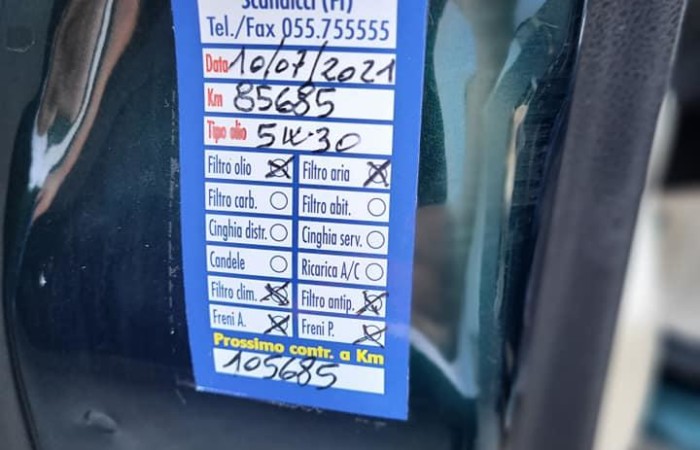 Scandicci (FI)
Tel./Fax 055.755555
Data 10/07/2021
Km 85685
Tipo olio 5W-30
Filtro olio Filtro aria
Filtro carb. Filtro abit.
Cinghia distr. Cinghia serv.
Candele Ricarica A/C
Filtro clim. Filtro antip.
Freni A. Freni P.
Prossimo contr. a Km
105685